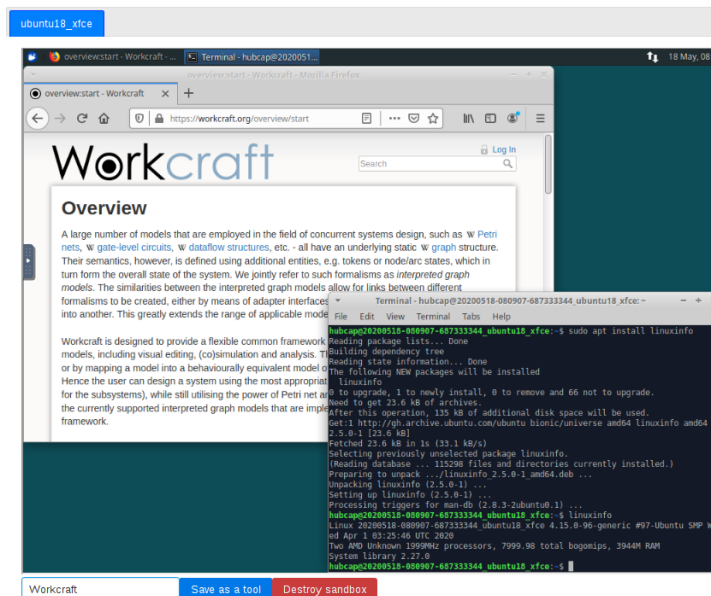 ubuntu18_xfce
overview:start - Workcraft - ...
Terminal - hubcap@2020051...
18 May, 08
overview:start - Workcraft - Mozilla Firefox
overview:start - Workcraft
https://workcraft.org/overview/start
Workcraft
Log In
Search
Overview
A large number of models that are employed in the field of concurrent systems design, such as W Petri
nets, W gate-level circuits, W dataflow structures, etc. - all have an underlying static W graph structure.
Their semantics, however, is defined using additional entities, e.g. tokens or node/arc states, which in
turn form the overall state of the system. We jointly refer to such formalisms as interpreted graph
models. The similarities between the interpreted graph models allow for links between different
formalisms to be created, either by means of adapter interfaces
into another. This greatly extends the range of applicable mode
Workcraft is designed to provide a flexible common framework
models, including visual editing, (co)simulation and analysis. T
or by mapping a model into a behaviourally equivalent model o
Hence the user can design a system using the most appropriat
for the subsystems), while still utilising the power of Petri net an
the currently supported interpreted graph models that are imple
framework.
Terminal - hubcap@20200518-080907-687333344_ubuntu18_xfce: ~
File Edit View Terminal Tabs Help
hubcap@20200518-080907-687333344_ubuntu18_xfce:~$ sudo apt install linuxinfo
Reading package lists... Done
Building dependency tree
Reading state information... Done
The following NEW packages will be installed
linuxinfo
0 to upgrade, 1 to newly install, 0 to remove and 66 not to upgrade.
Need to get 23.6 kB of archives.
After this operation, 135 kB of additional disk space will be used.
Get:1 http://gh.archive.ubuntu.com/ubuntu bionic/universe amd64 linuxinfo amd64
2.5.0-1 [23.6 kB]
Fetched 23.6 kB in 1s (33.1 kB/s)
Selecting previously unselected package linuxinfo.
(Reading database ... 115298 files and directories currently installed.)
Preparing to unpack .../linuxinfo_2.5.0-1_amd64.deb ...
Unpacking linuxinfo (2.5.0-1) ...
Setting up linuxinfo (2.5.0-1) ...
Processing triggers for man-db (2.8.3-2ubuntu0.1) ...
hubcap@20200518-080907-687333344_ubuntu18_xfce:~$ linuxinfo
Linux 20200518-080907-687333344_ubuntu18_xfce 4.15.0-96-generic #97-Ubuntu SMP W
ed Apr 1 03:25:46 UTC 2020
Two AMD Unknown 1999MHz processors, 7999.98 total bogomips, 3944M RAM
System library 2.27.0
hubcap@20200518-080907-687333344_ubuntu18_xfce:~$
Workcraft
Save as a tool
Destroy sandbox